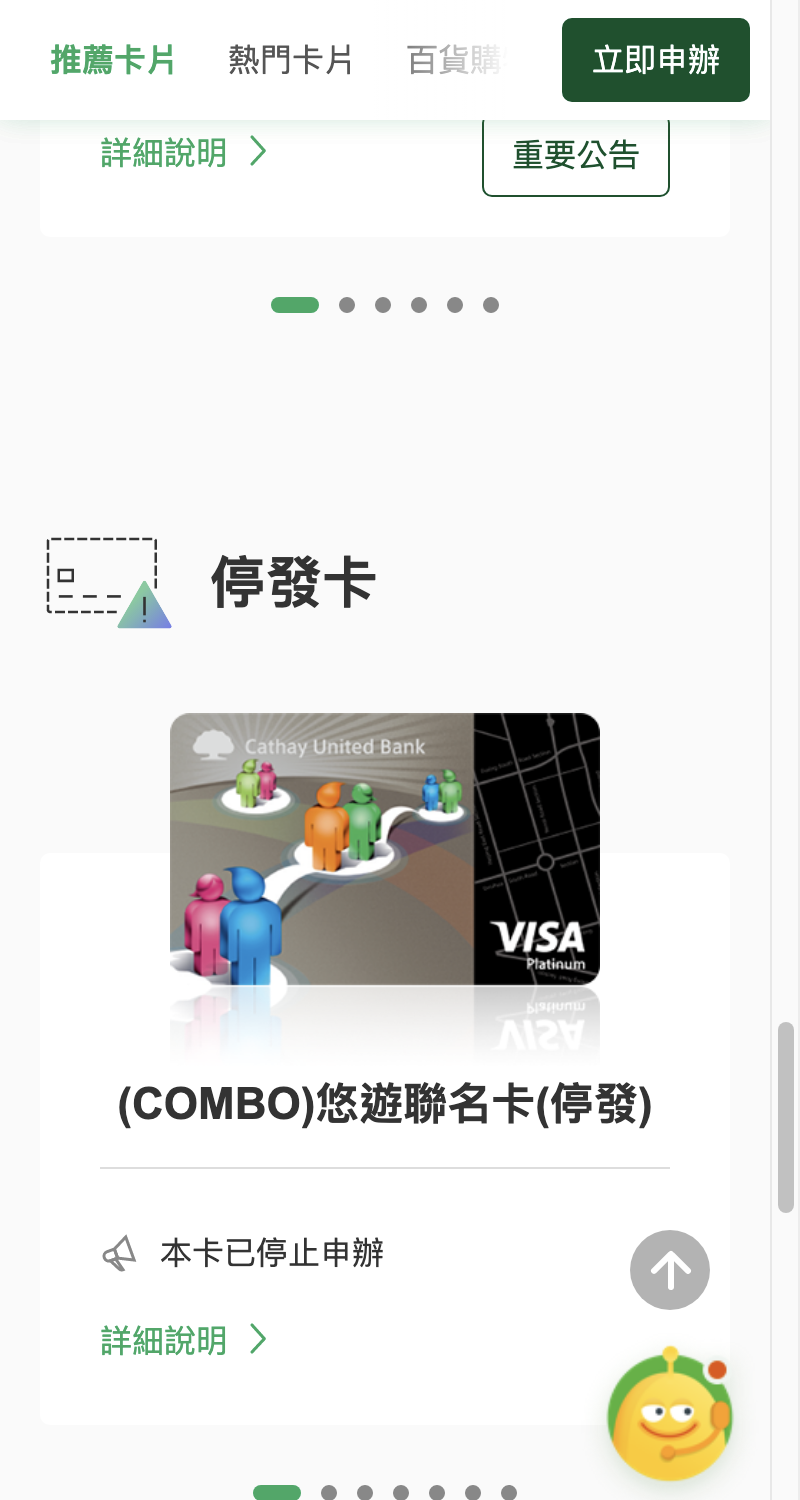 推薦卡片
熱門卡片
百貨購
立即申辦
詳細說明
重要公告
停發卡
Cathay United Bank
VISA
Platinum
(COMBO)悠遊聯名卡(停發)
本卡已停止申辦
詳細說明